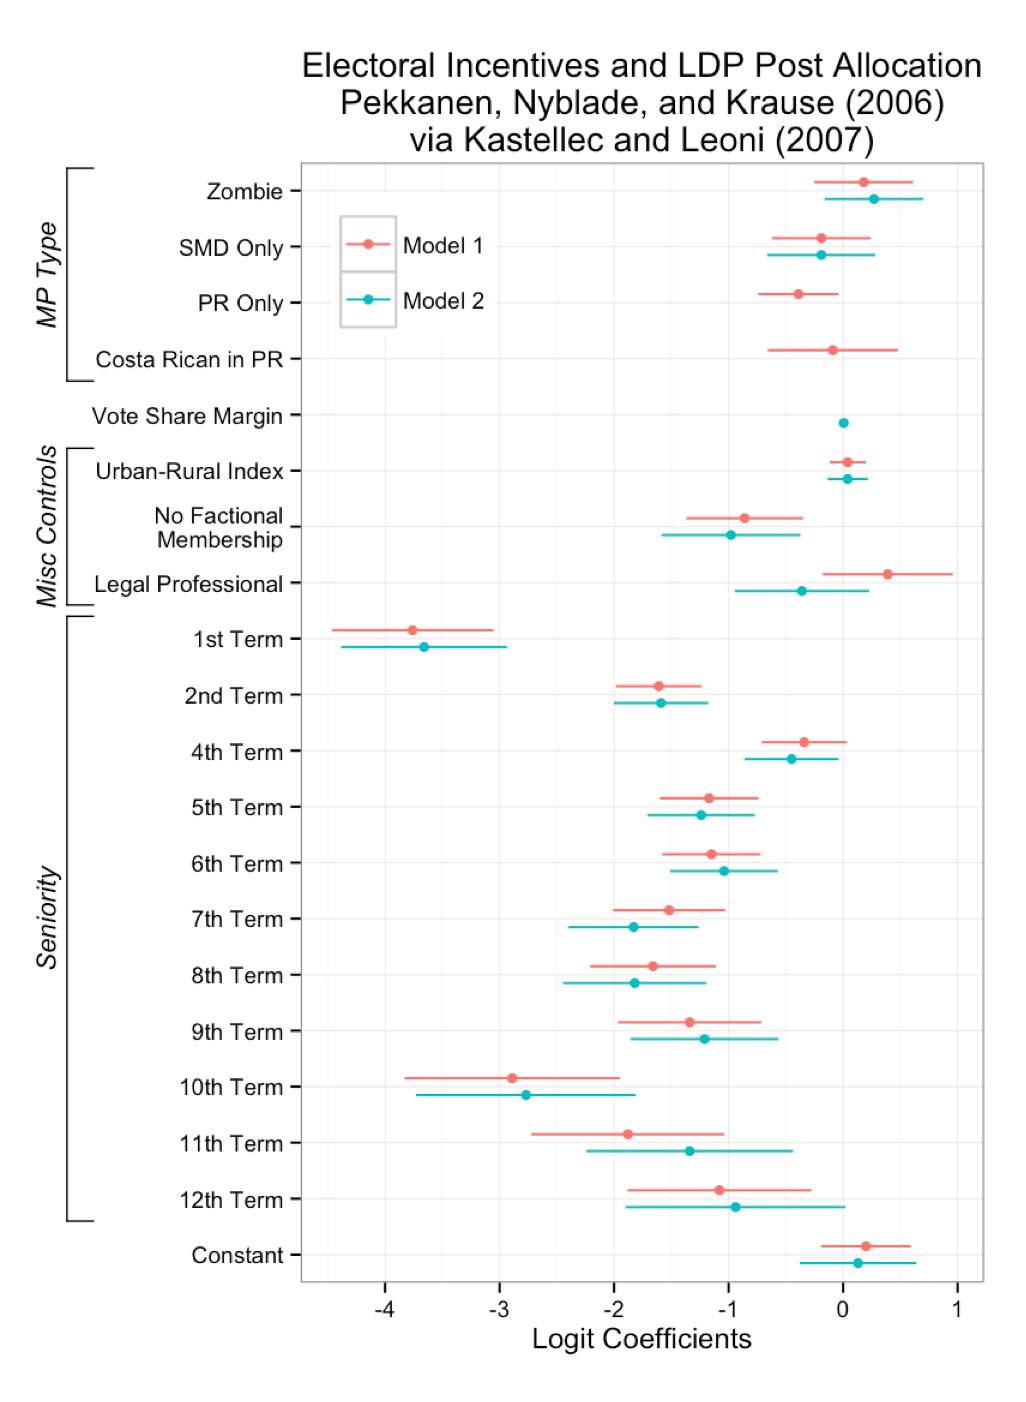 Electoral Incentives and LDP Post Allocation
Pekkanen, Nyblade, and Krause (2006)
via Kastellec and Leoni (2007)
MP Type
Zombie
SMD Only
PR Only
Costa Rican in PR
Model 1
Model 2
Vote Share Margin
Misc Controls
Urban-Rural Index
No Factional
Membership
Legal Professional
Seniority
1st Term
2nd Term
4th Term
5th Term
6th Term
7th Term
8th Term
9th Term
10th Term
11th Term
12th Term
Constant
-4 -3 -2 -1 0 1
Logit Coefficients